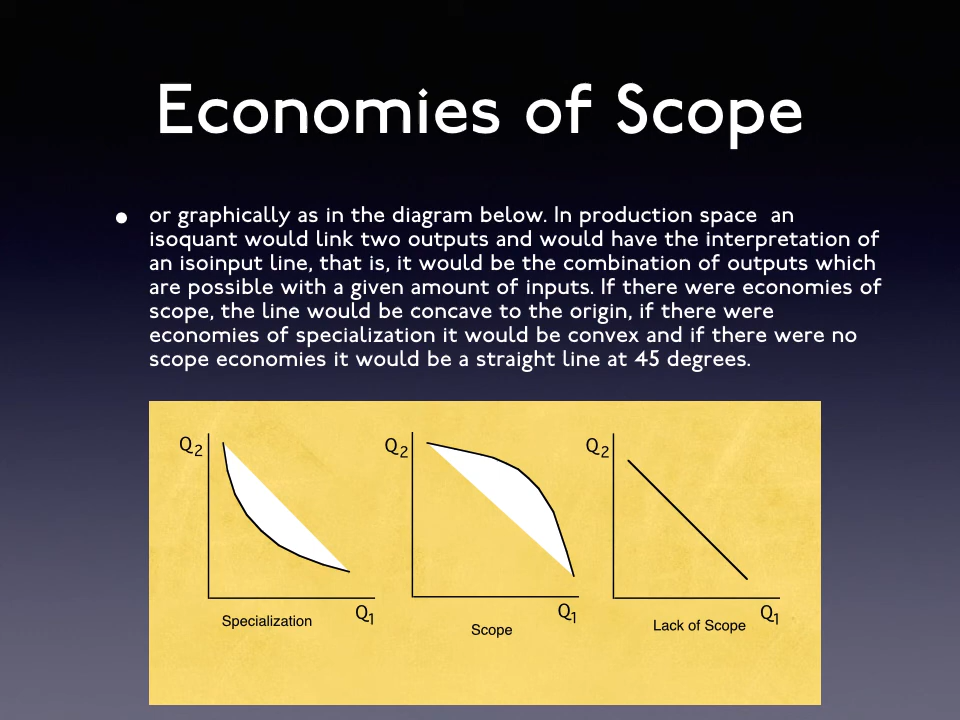 Economies of Scope
• or graphically as in the diagram below. In production space  an
isoquant would link two outputs and would have the interpretation of
an isoinput line, that is, it would be the combination of outputs which
are possible with a given amount of inputs. If there were economies of
scope, the line would be concave to the origin, if there were
economies of specialization it would be convex and if there were no
scope economies it would be a straight line at 45 degrees.
Q2
Q1
Specialization
Q2
Q1
Scope
Q2
Q1
Lack of Scope